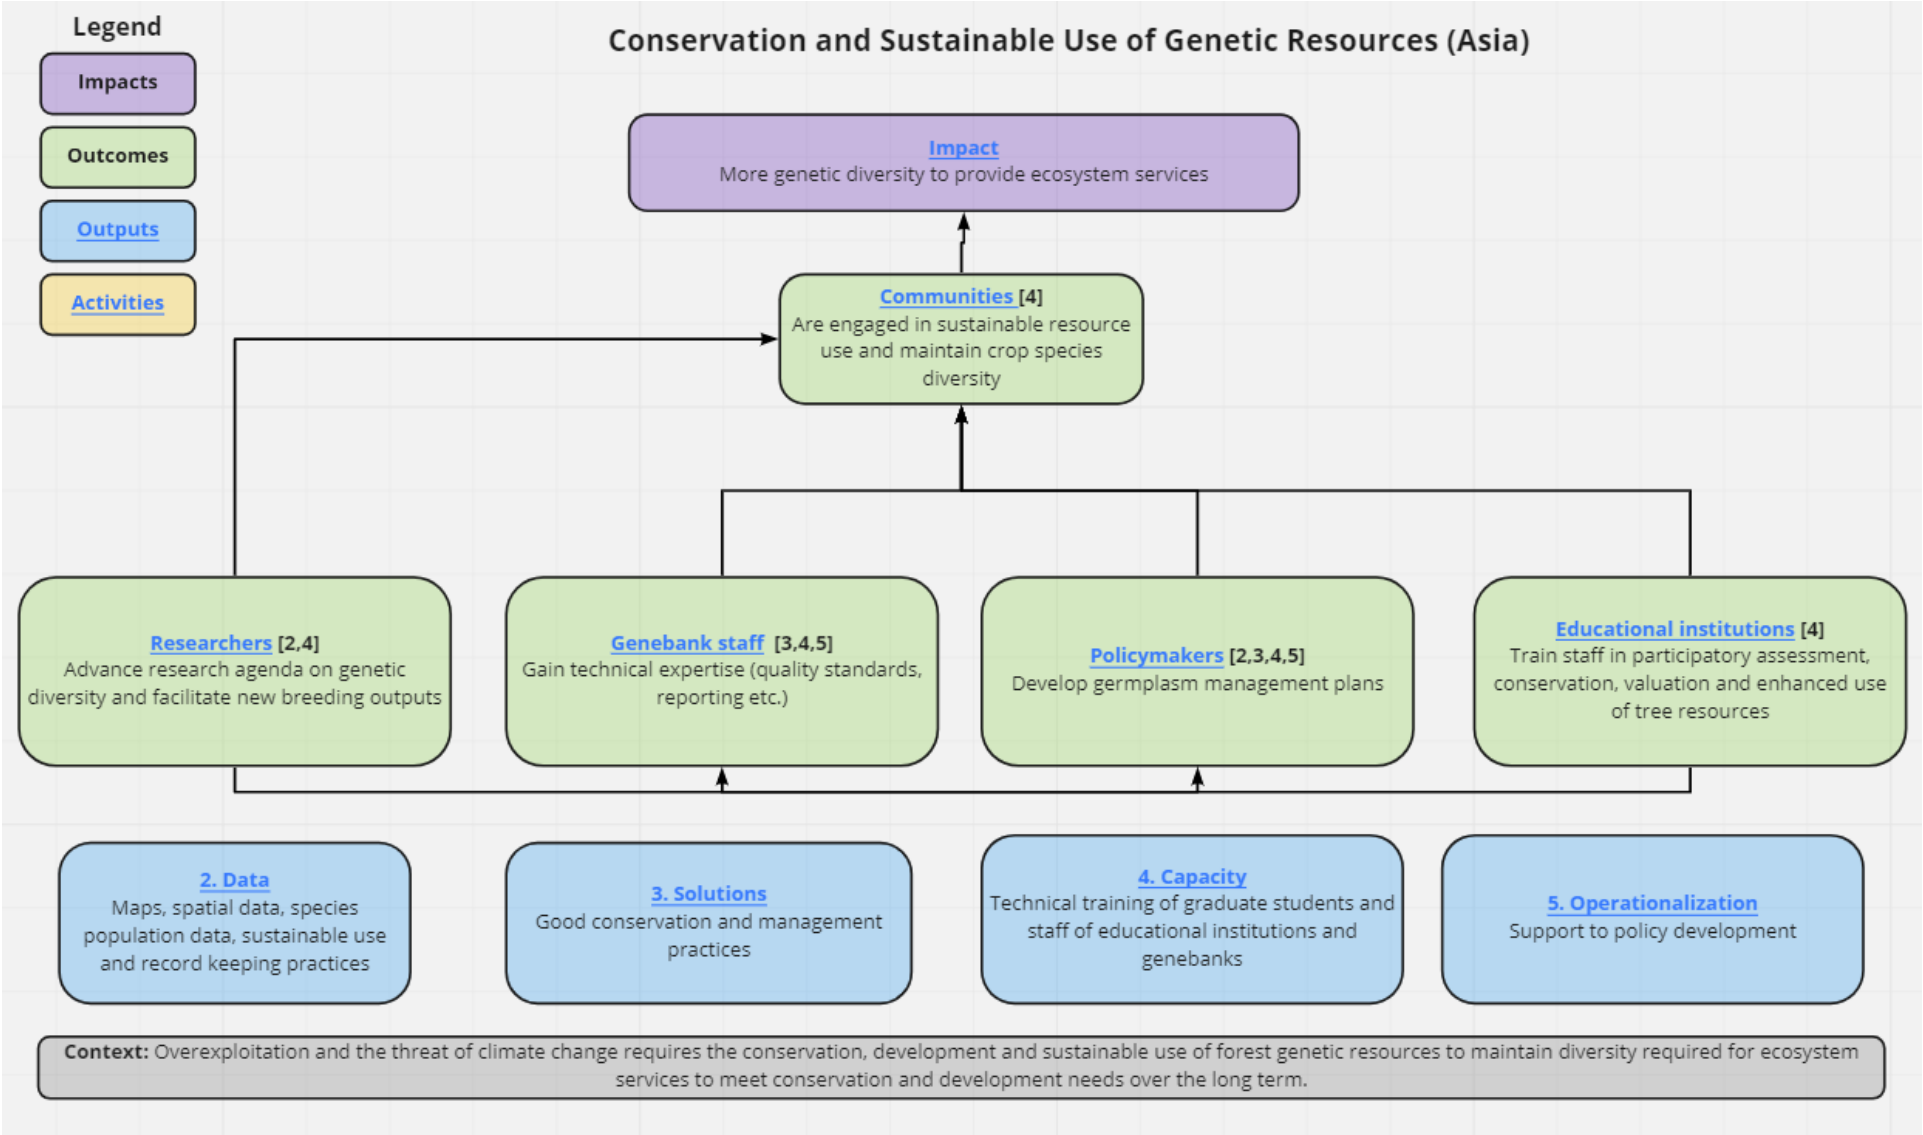 Legend
Impacts
Outcomes
Outputs
Activities
Conservation and Sustainable Use of Genetic Resources (Asia)
Impact
More genetic diversity to provide ecosystem services
Communities [4]
Are engaged in sustainable resource
use and maintain crop species
diversity
Researchers [2,4]
Advance research agenda on genetic
diversity and facilitate new breeding outputs
Genebank staff [3,4,5]
Gain technical expertise (quality standards,
reporting etc.)
Policymakers [2,3,4,5]
Develop germplasm management plans
Educational institutions [4]
Train staff in participatory assessment,
conservation, valuation and enhanced use
of tree resources
2. Data
Maps, spatial data, species
population data, sustainable use
and record keeping practices
3. Solutions
Good conservation and management
practices
4. Capacity
Technical training of graduate students and
staff of educational institutions and
genebanks
5. Operationalization
Support to policy development
Context: Overexploitation and the threat of climate change requires the conservation, development and sustainable use of forest genetic resources to maintain diversity required for ecosystem
services to meet conservation and development needs over the long term.